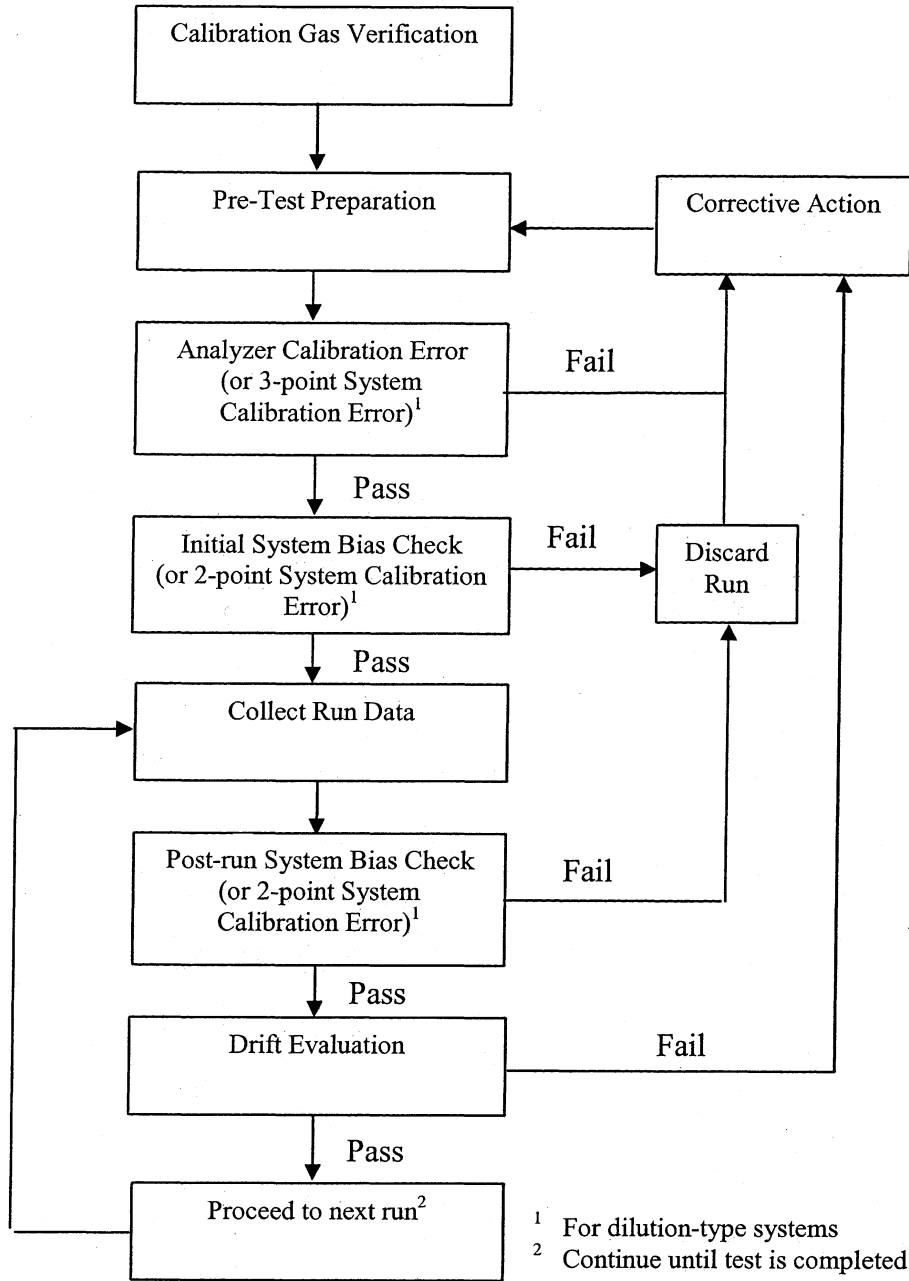 Calibration Gas Verification
Pre-Test Preparation
Corrective Action
Analyzer Calibration Error
(or 3-point System
Calibration Error)¹
Fail
Pass
Initial System Bias Check
(or 2-point System Calibration
Error)¹
Fail
Discard
Run
Pass
Collect Run Data
Post-run System Bias Check
(or 2-point System
Calibration Error)¹
Fail
Pass
Drift Evaluation
Fail
Pass
Proceed to next run²
¹ For dilution-type systems
² Continue until test is completed